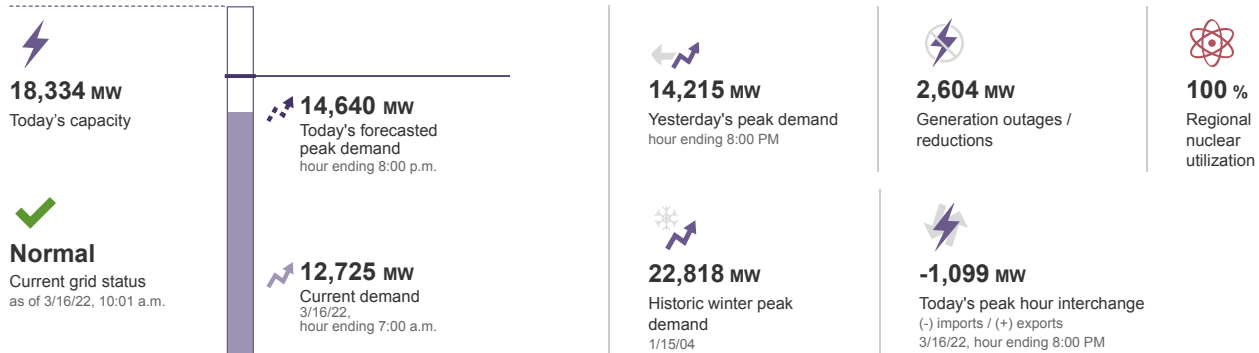 18,334 MW
Today's capacity
Normal
Current grid status
as of 3/16/22, 10:01 a.m.
14,640 MW
Today's forecasted
peak demand
hour ending 8:00 p.m.
12,725 MW
Current demand
3/16/22,
hour ending 7:00 a.m.
14,215 MW
Yesterday's peak demand
hour ending 8:00 PM
2,604 MW
Generation outages /
reductions
100 %
Regional
nuclear
utilization
22,818 MW
Historic winter peak
demand
1/15/04
-1,099 MW
Today's peak hour interchange
(-) imports / (+) exports
3/16/22, hour ending 8:00 PM